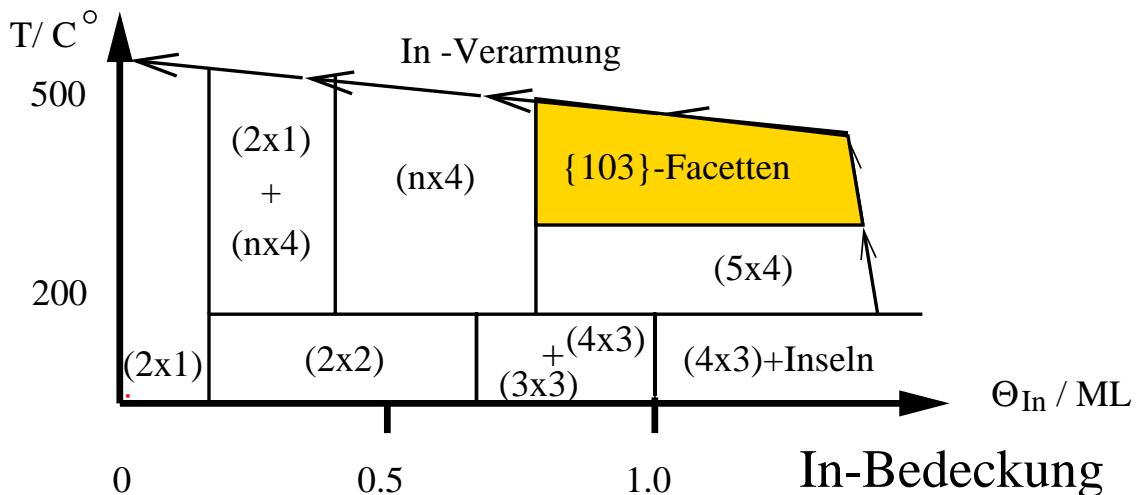 T/ C°
In -Verarmung
500
(2x1)
+
(nx4)
(nx4)
{103}-Facetten
(5x4)
200
(2x1)
(2x2)
+(4x3)
(3x3)
(4x3)+Inseln
Θ In / ML
0
0.5
1.0
In-Bedeckung